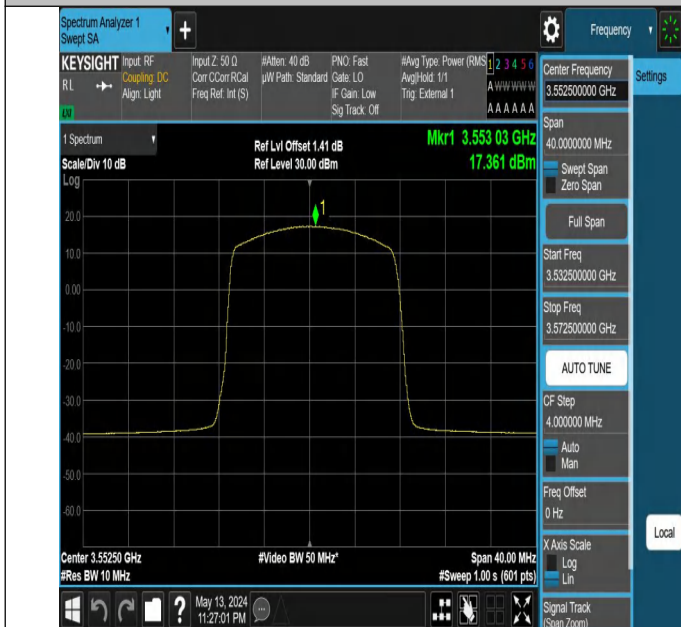 Spectrum Analyzer 1
Swept SA
+
Frequency
KEYSIGHT
RL
Input: RF
Coupling: DC
Align: Light
Input Z: 50 Ω
Corr CCorr RCal
Freq Ref: Int (S)
#Atten: 40 dB
µW Path: Standard
PNO: Fast
Gate: LO
IF Gain: Low
Sig Track: Off
#Avg Type: Power (RMS
Avg|Hold: 1/1
Trig: External 1
1 2 3 4 5 6
A W W W W W
A A A A A A
Center Frequency
3.552500000 GHz
Settings
Span
40.0000000 MHz
Swept Span
Zero Span
Full Span
Start Freq
3.532500000 GHz
Stop Freq
3.572500000 GHz
AUTO TUNE
CF Step
4.000000 MHz
Auto
Man
Freq Offset
0 Hz
X Axis Scale
Log
Lin
Local
Signal Track
(Span Zoom)
1 Spectrum
Scale/Div 10 dB
Ref Lvl Offset 1.41 dB
Ref Level 30.00 dBm
Mkr1 3.553 03 GHz
17.361 dBm
Log
1
20.0
10.0
0.00
-10.0
-20.0
-30.0
-40.0
-50.0
-60.0
Center 3.55250 GHz
#Res BW 10 MHz
#Video BW 50 MHz*
Span 40.00 MHz
#Sweep 1.00 s (601 pts)
?
May 13, 2024
11:27:01 PM